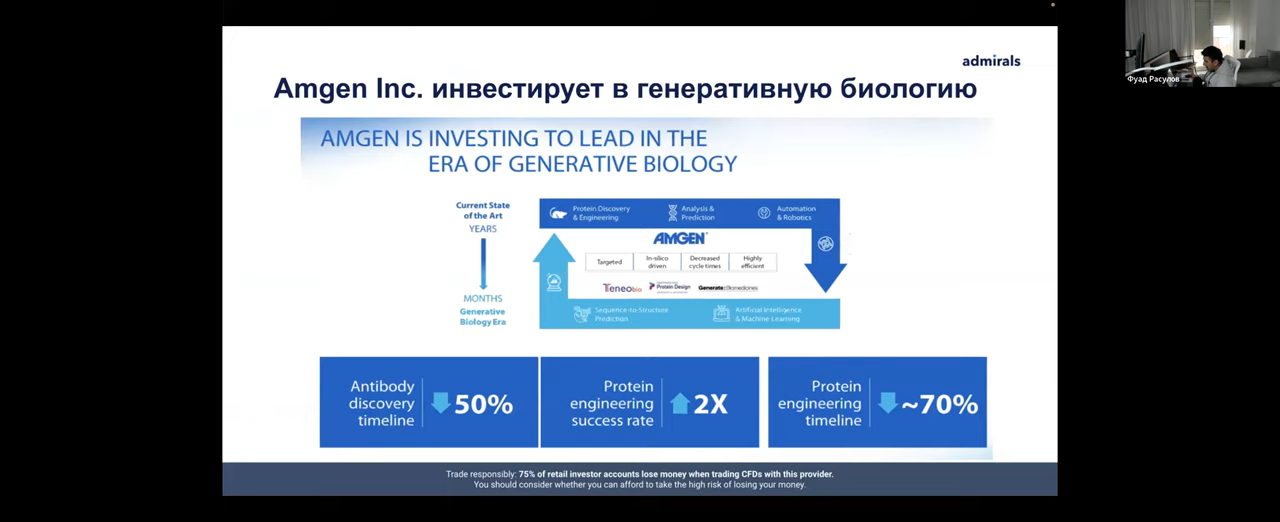 admirals
Фуад Расулов
Amgen Inc. инвестирует в генеративную биологию
AMGEN IS INVESTING TO LEAD IN THE
ERA OF GENERATIVE BIOLOGY
Current State
of the Art
YEARS
MONTHS
Generative
Biology Era
Protein Discovery
& Engineering
Analysis &
Prediction
Automation
& Robotics
AMGEN
Targeted
In-silico
driven
Decreased
cycle times
Highly
efficient
Teneobio
Protein Design
Generate:Biomedicines
Sequence-to-Structure
Prediction
Artificial Intelligence
& Machine Learning
Antibody
discovery
timeline
50%
Protein
engineering
success rate
2X
Protein
engineering
timeline
~70%
Trade responsibly: 75% of retail investor accounts lose money when trading CFDs with this provider.
You should consider whether you can afford to take the high risk of losing your money.